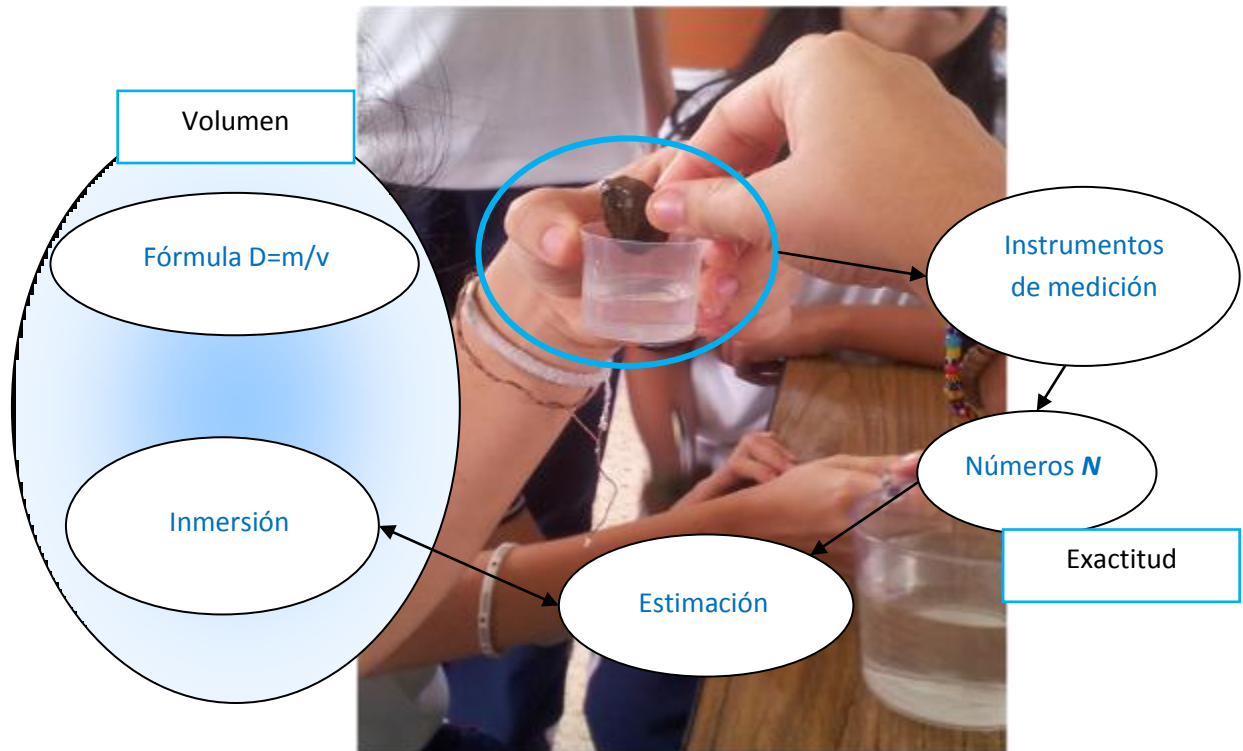 Volumen
Fórmula D=m/v
Instrumentos
de medición
Números N
Exactitud
Inmersión
Estimación